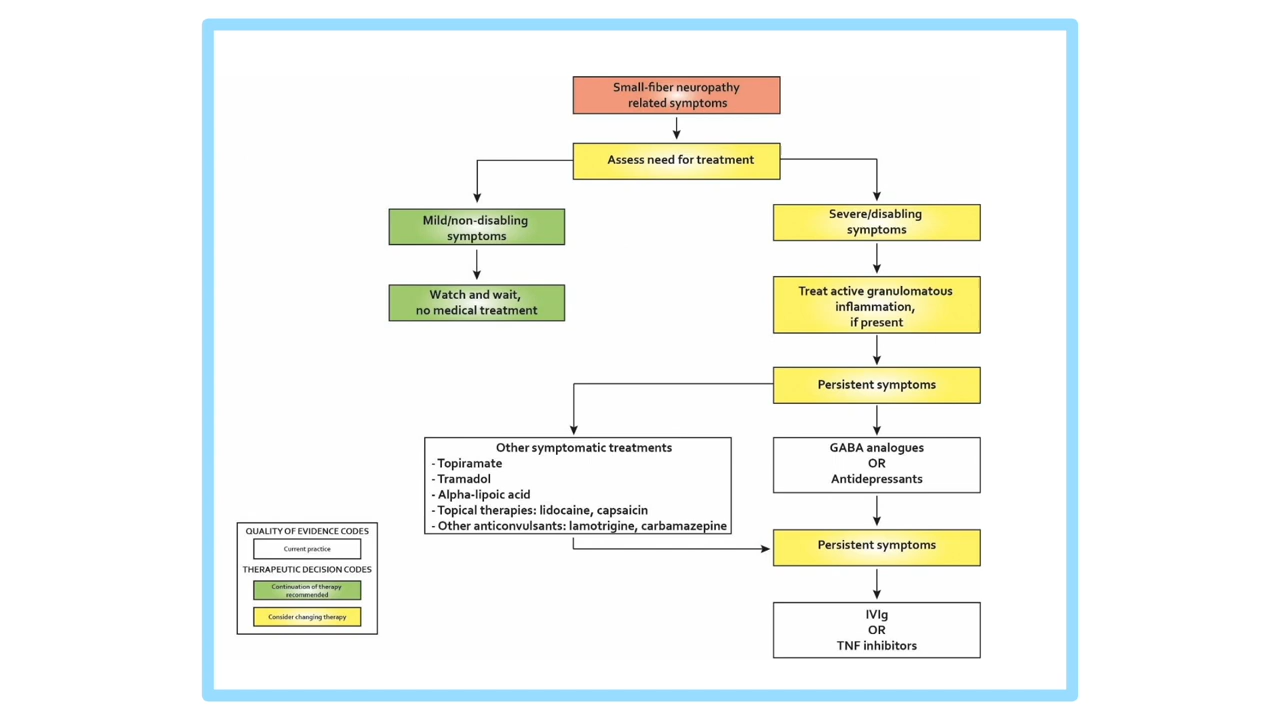 Small-fiber neuropathy
related symptoms
Assess need for treatment
Mild/non-disabling
symptoms
Severe/disabling
symptoms
Watch and wait,
no medical treatment
Treat active granulomatous
inflammation,
if present
Persistent symptoms
Other symptomatic treatments
- Topiramate
- Tramadol
- Alpha-lipoic acid
- Topical therapies: lidocaine, capsaicin
- Other anticonvulsants: lamotrigine, carbamazepine
GABA analogues
OR
Antidepressants
Persistent symptoms
IVIg
OR
TNF inhibitors
QUALITY OF EVIDENCE CODES
Current practice
THERAPEUTIC DECISION CODES
Continuation of therapy
recommended
Consider changing therapy